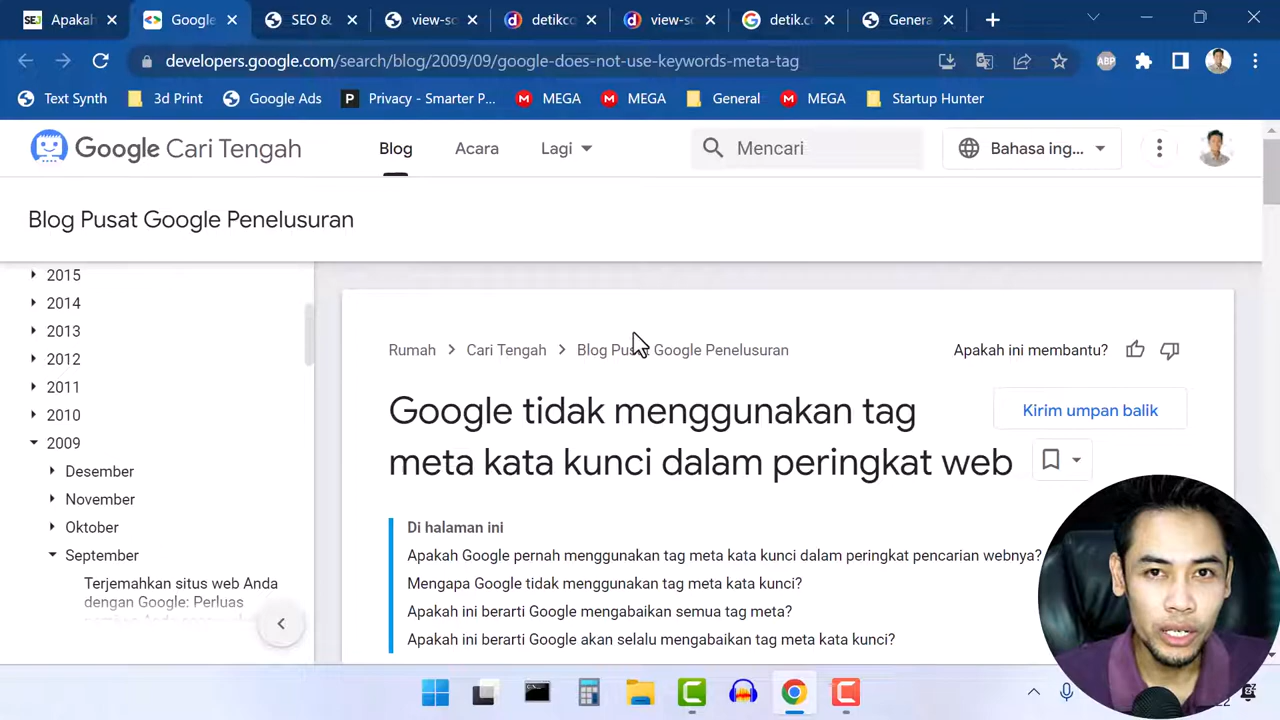 SEJ Apakah
Google
SEO &
view-so
detikcc
view-so
detik.co
Genera
developers.google.com/search/blog/2009/09/google-does-not-use-keywords-meta-tag
ABP
Text Synth
3d Print
Google Ads
P Privacy - Smarter P...
MEGA
MEGA
General
MEGA
Startup Hunter
Google Cari Tengah
Blog
Acara
Lagi
Mencari
Bahasa ing...
Blog Pusat Google Penelusuran
2015
2014
2013
2012
2011
2010
2009
Desember
November
Oktober
September
Terjemahkan situs web Anda
dengan Google: Perluas
Rumah > Cari Tengah > Blog Pusat Google Penelusuran
Apakah ini membantu?
Google tidak menggunakan tag
meta kata kunci dalam peringkat web
Kirim umpan balik
Di halaman ini
Apakah Google pernah menggunakan tag meta kata kunci dalam peringkat pencarian webnya?
Mengapa Google tidak menggunakan tag meta kata kunci?
Apakah ini berarti Google mengabaikan semua tag meta?
Apakah ini berarti Google akan selalu mengabaikan tag meta kata kunci?